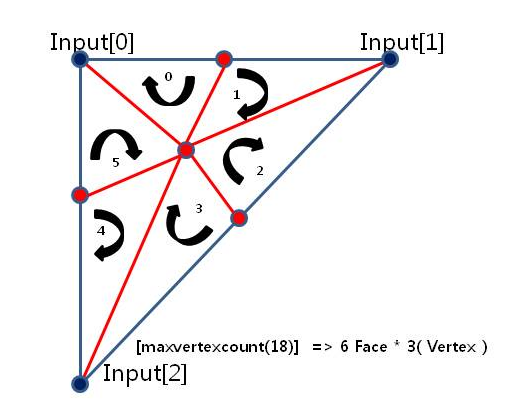 Input[0]
Input[1]
0
1
5
2
3
4
[maxvertexcount(18)] => 6 Face * 3( Vertex )
Input[2]